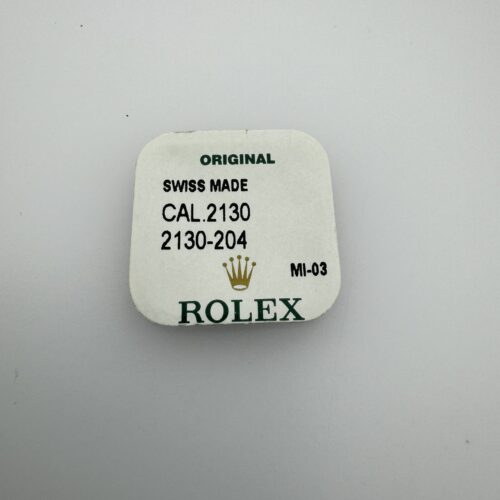 ORIGINAL
SWISS MADE
CAL.2130
2130-204
MI-03
ROLEX